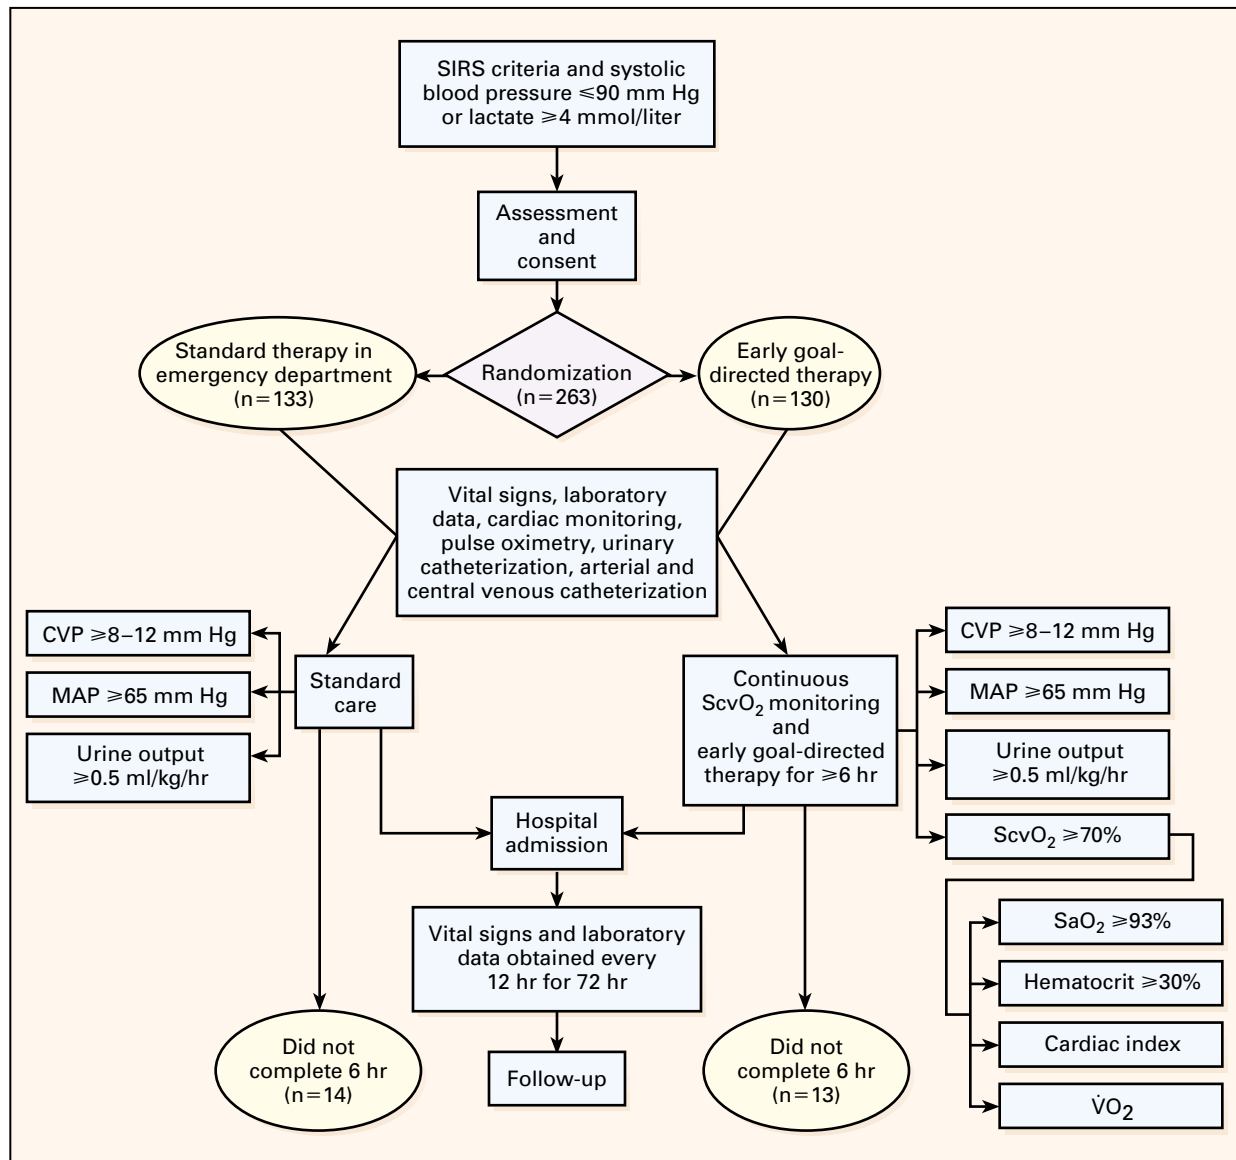 SIRS criteria and systolic
blood pressure ≤90 mm Hg
or lactate ≥4 mmol/liter
Assessment
and
consent
Standard therapy in
emergency department
(n=133)
Randomization
(n=263)
Early goal-
directed therapy
(n=130)
Vital signs, laboratory
data, cardiac monitoring,
pulse oximetry, urinary
catheterization, arterial and
central venous catheterization
CVP ≥8–12 mm Hg
MAP ≥65 mm Hg
Urine output
≥0.5 ml/kg/hr
Standard
care
Continuous
ScvO₂ monitoring
and
early goal-directed
therapy for ≥6 hr
CVP ≥8–12 mm Hg
MAP ≥65 mm Hg
Urine output
≥0.5 ml/kg/hr
ScvO₂ ≥70%
Hospital
admission
Vital signs and laboratory
data obtained every
12 hr for 72 hr
SaO₂ ≥93%
Hematocrit ≥30%
Cardiac index
V̇O₂
Did not
complete 6 hr
(n=14)
Follow-up
Did not
complete 6 hr
(n=13)